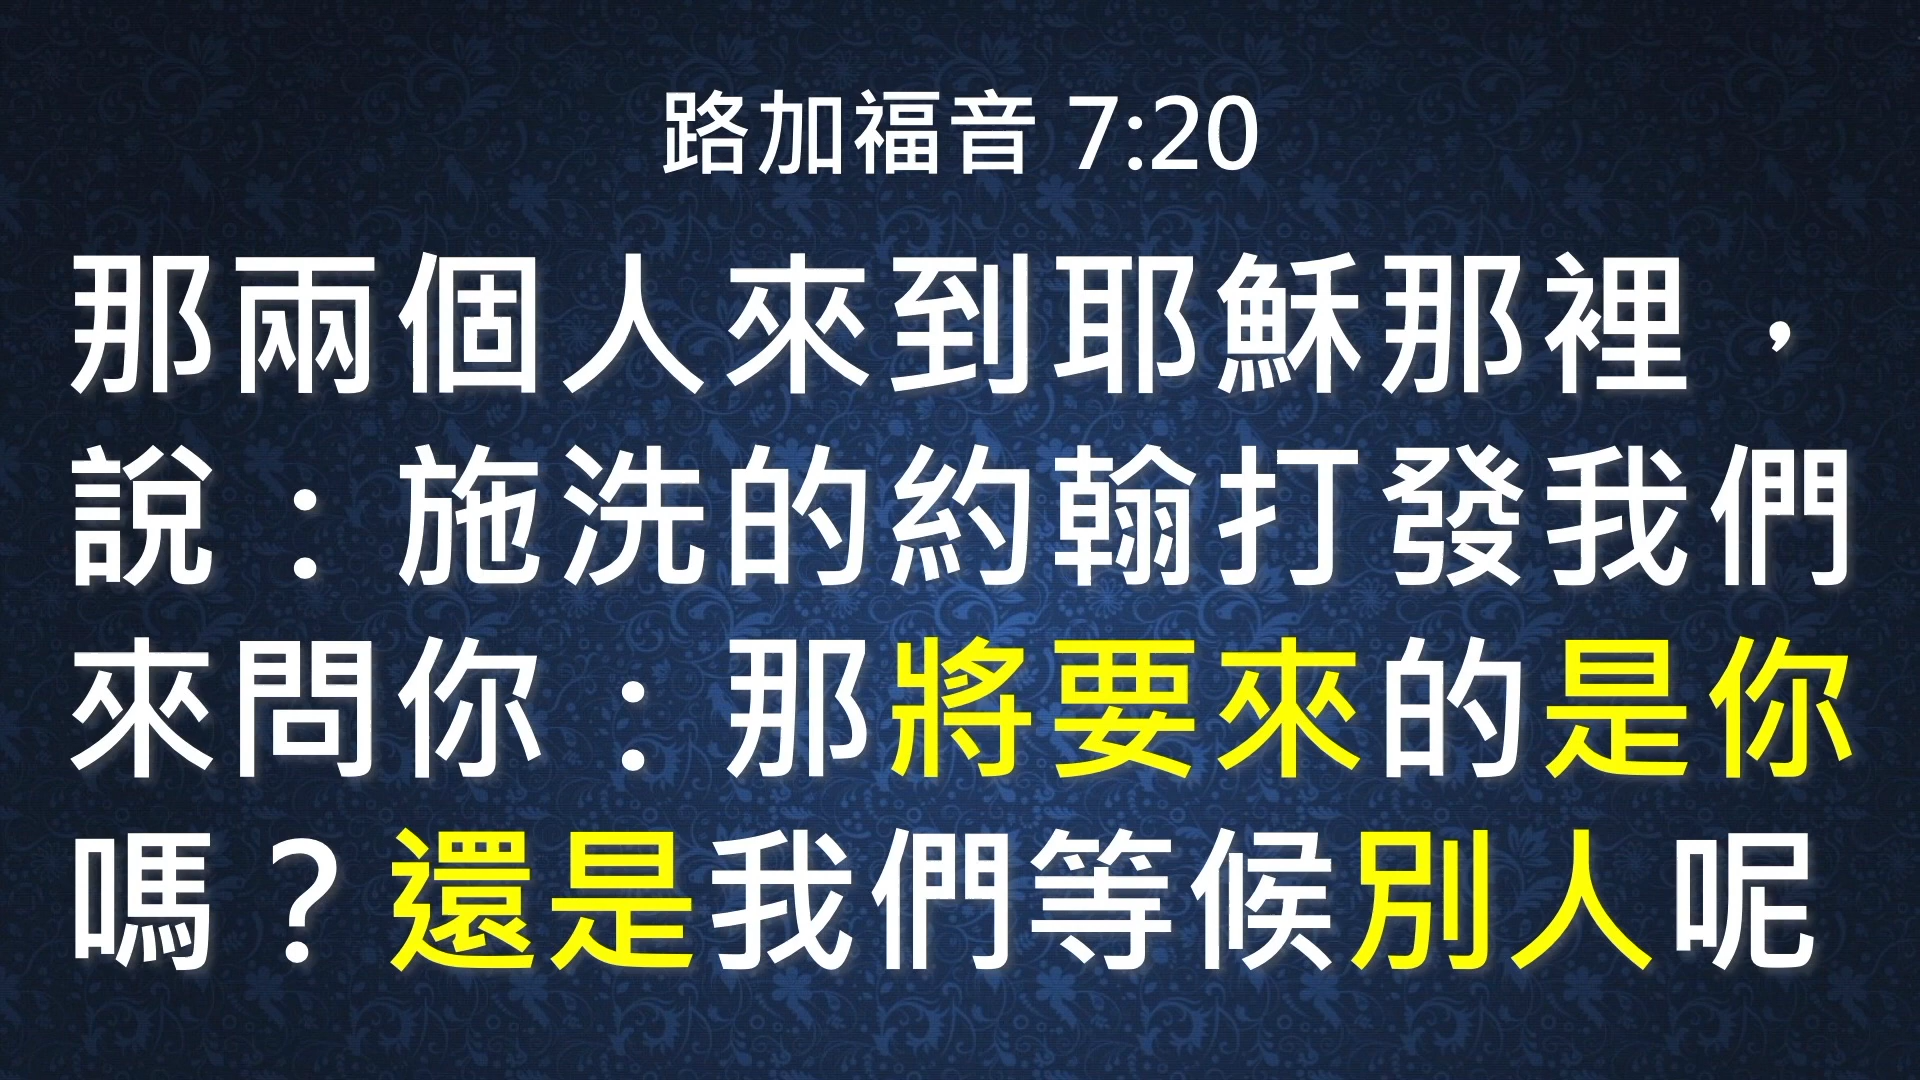 路加福音 7:20
那兩個人來到耶穌那裡，
說：施洗的約翰打發我們
來問你：那將要來的是你
嗎？還是我們等候別人呢